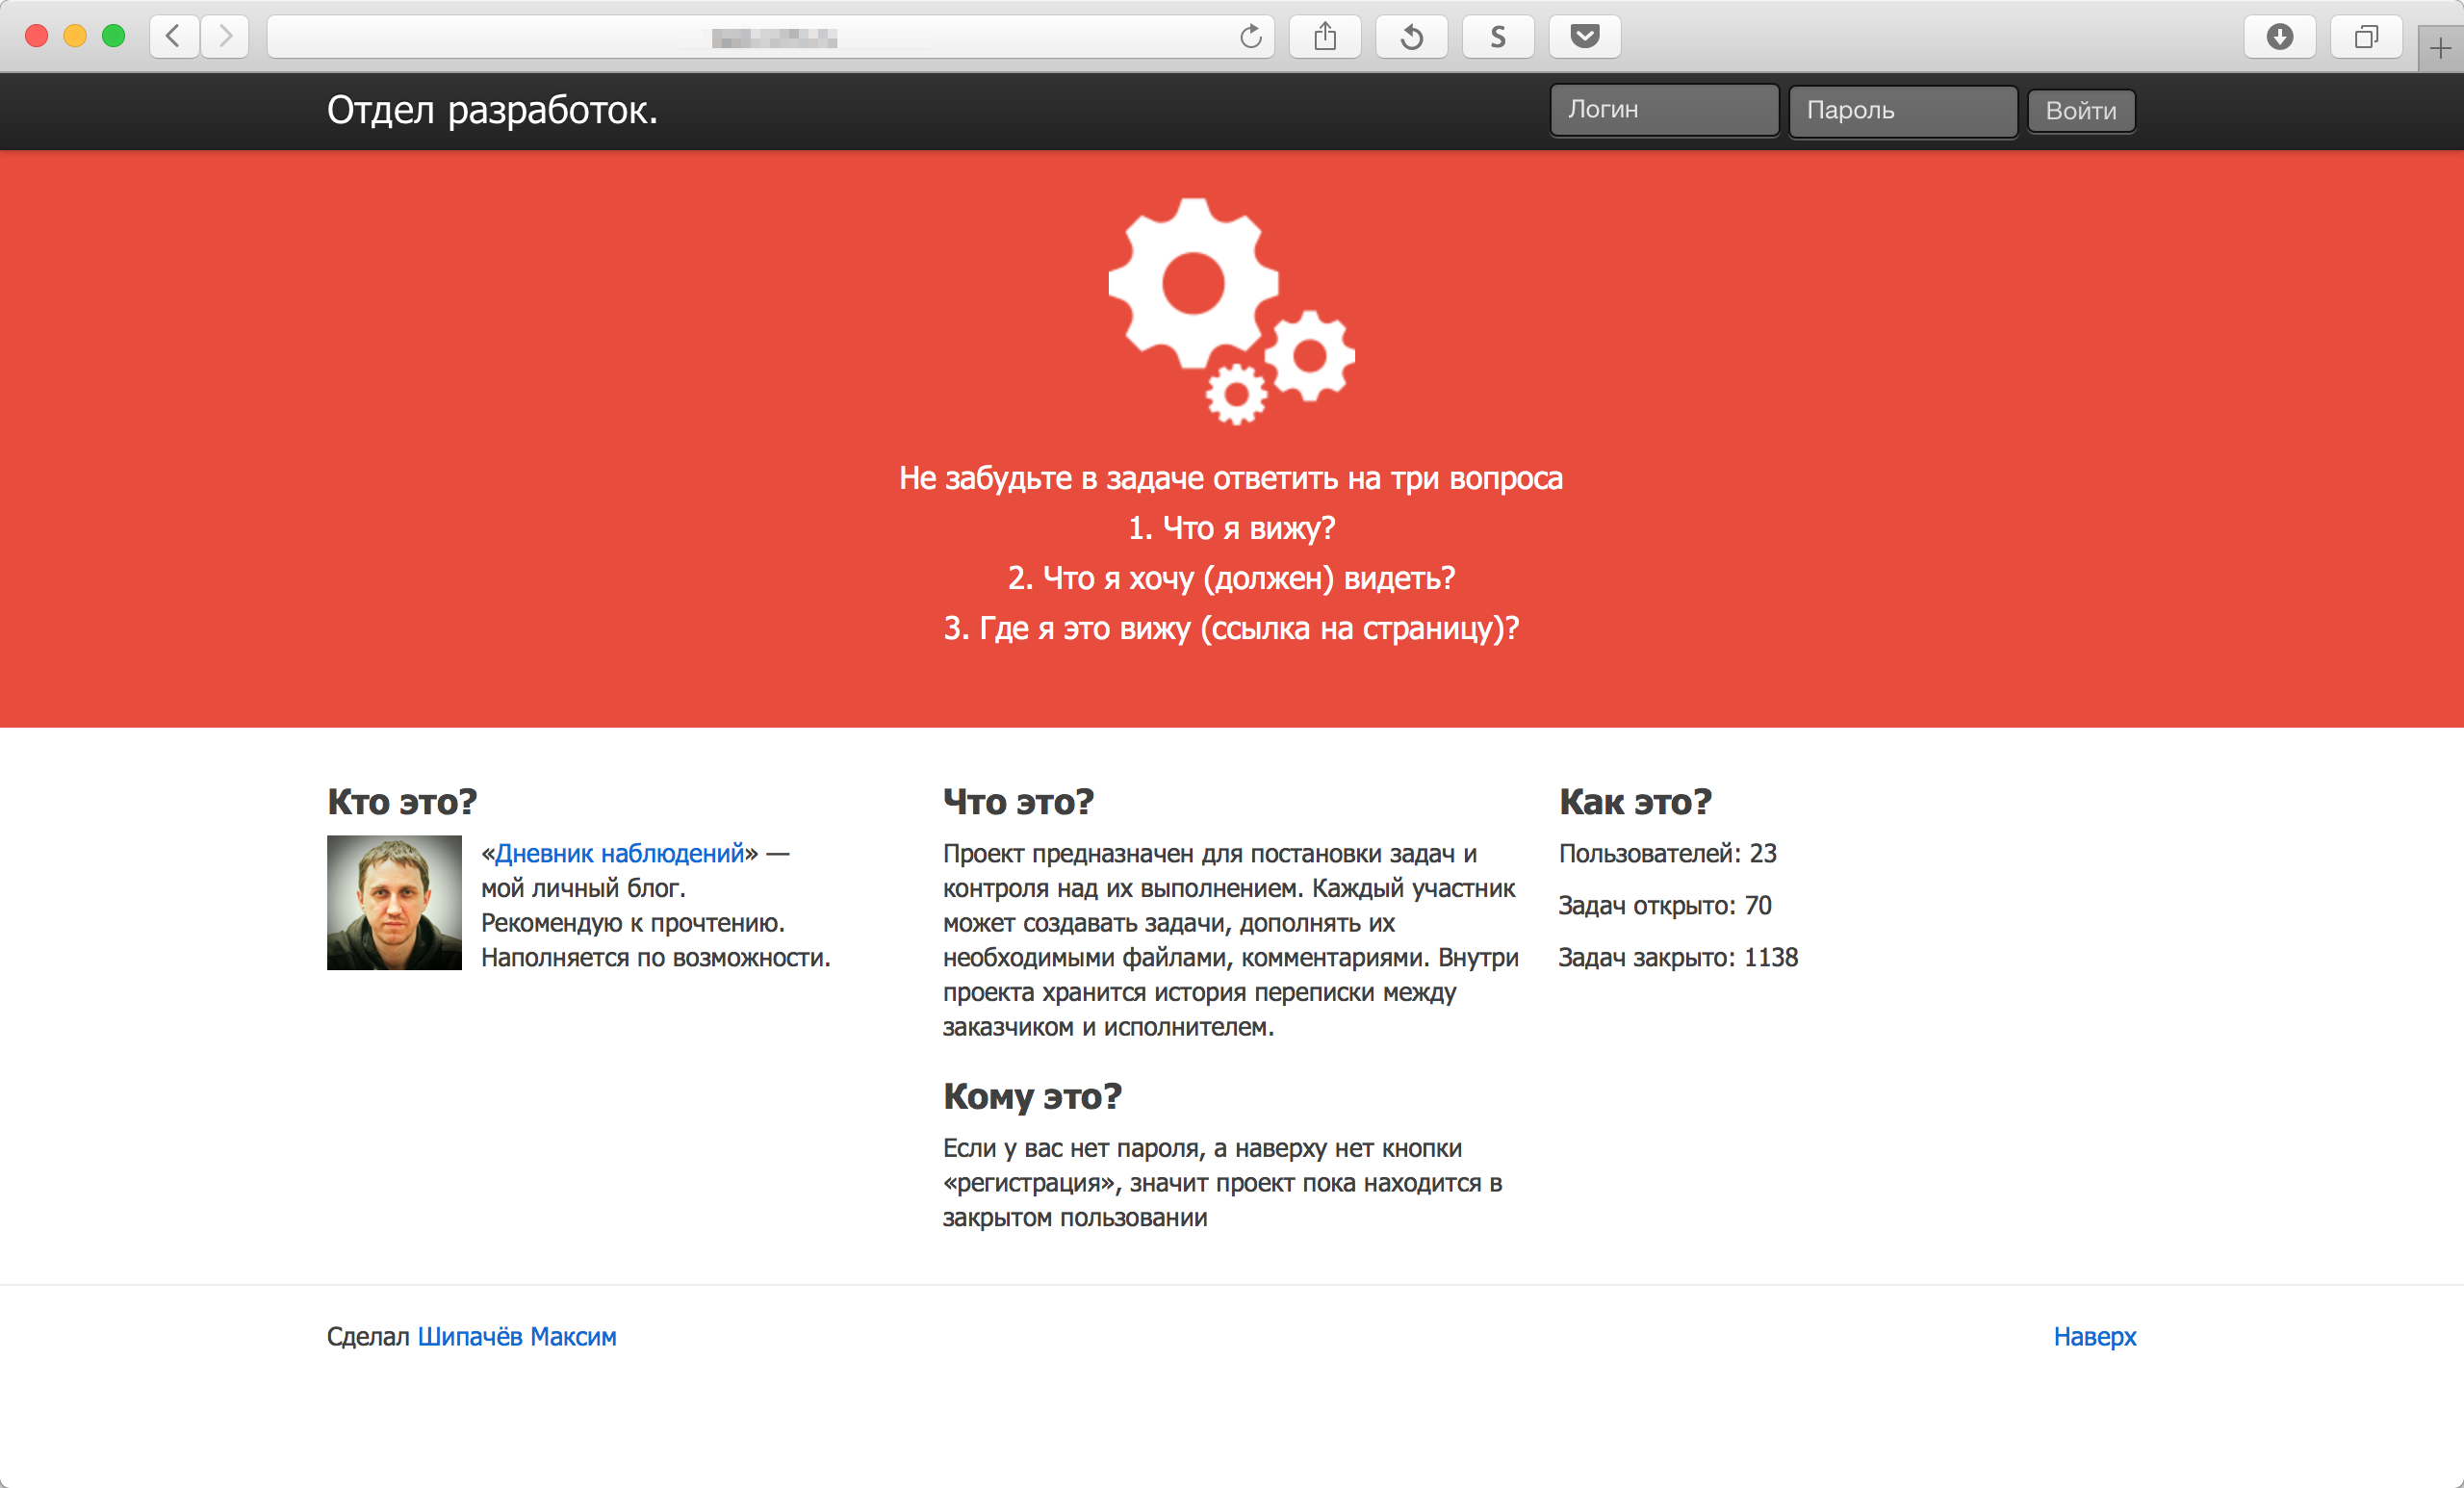 S
Отдел разработок.
Логин
Пароль
Войти
Не забудьте в задаче ответить на три вопроса
1. Что я вижу?
2. Что я хочу (должен) видеть?
3. Где я это вижу (ссылка на страницу)?
Кто это?
«Дневник наблюдений» —
мой личный блог.
Рекомендую к прочтению.
Наполняется по возможности.
Что это?
Проект предназначен для постановки задач и
контроля над их выполнением. Каждый участник
может создавать задачи, дополнять их
необходимыми файлами, комментариями. Внутри
проекта хранится история переписки между
заказчиком и исполнителем.
Кому это?
Если у вас нет пароля, а наверху нет кнопки
«регистрация», значит проект пока находится в
закрытом пользовании
Как это?
Пользователей: 23
Задач открыто: 70
Задач закрыто: 1138
Сделал Шипачёв Максим
Наверх